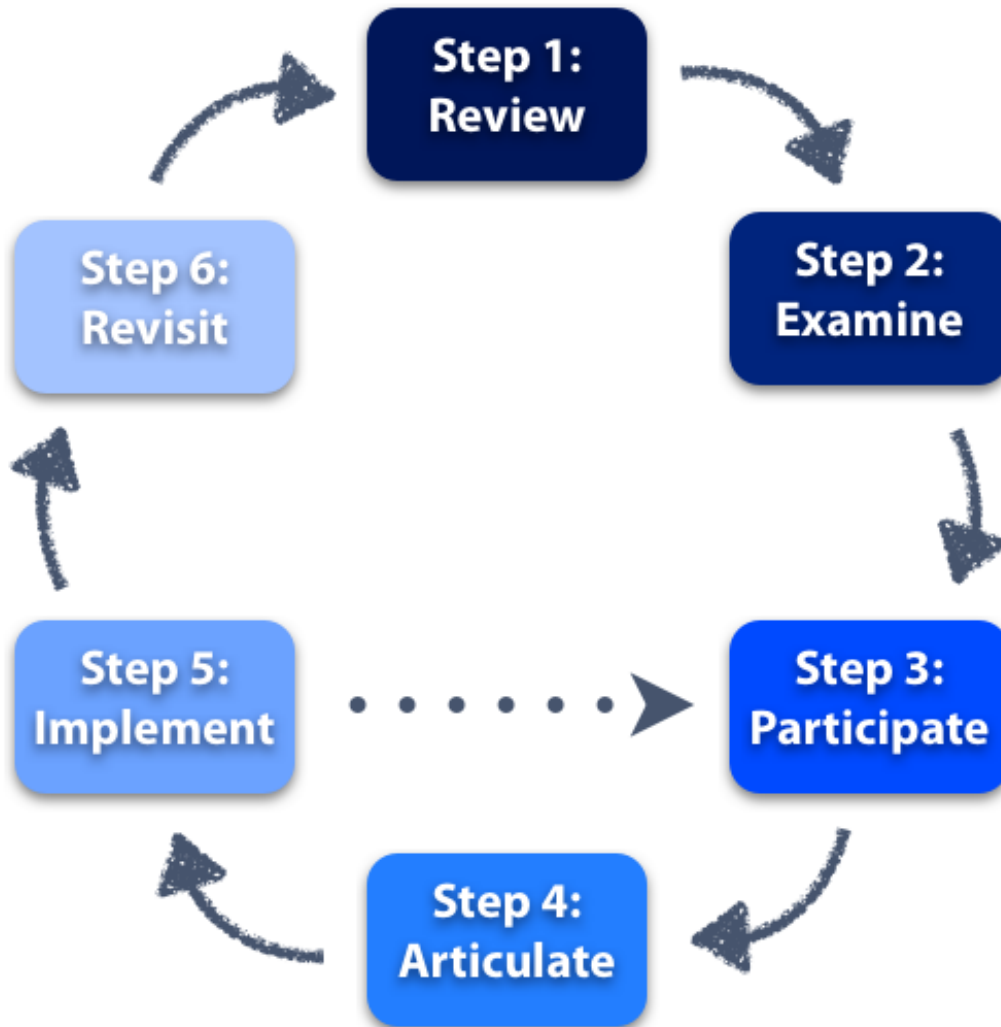 Step 1:
Review
Step 2:
Examine
Step 3:
Participate
Step 4:
Articulate
Step 5:
Implement
Step 6:
Revisit